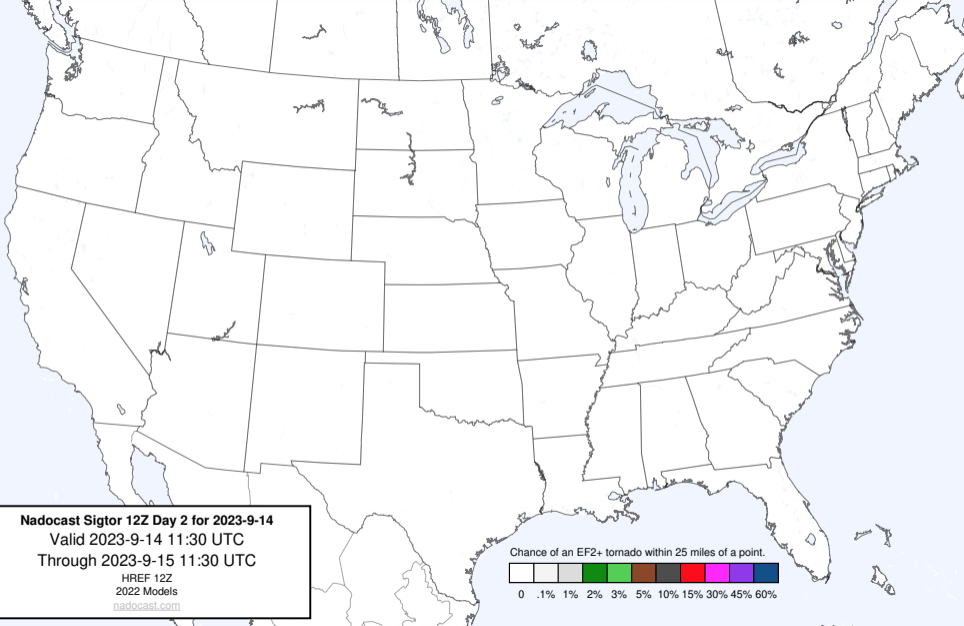 Nadocast Sigtor 12Z Day 2 for 2023-9-14
Valid 2023-9-14 11:30 UTC
Through 2023-9-15 11:30 UTC
HREF 12Z
2022 Models
nadocast.com
Chance of an EF2+ tornado within 25 miles of a point.
0 .1% 1% 2% 3% 5% 10% 15% 30% 45% 60%